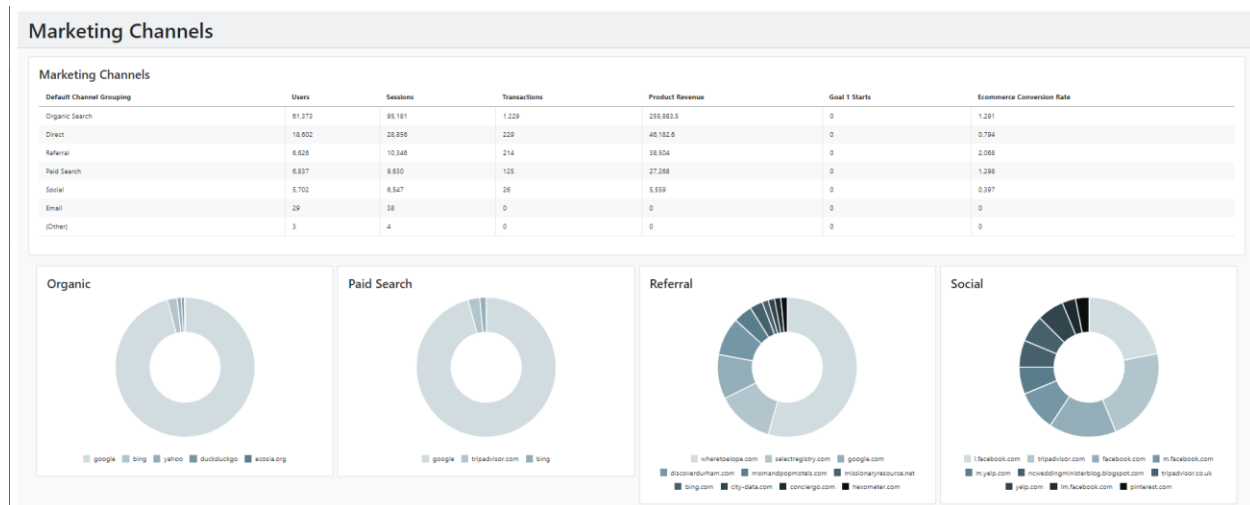 Marketing Channels
Marketing Channels
Default Channel Grouping Users Sessions Transactions Product Revenue Goal 1 Starts Ecommerce Conversion Rate
Organic Search 61,373 95,181 1,229 255,883.5 0 1.291
Direct 18,602 28,856 229 46,182.6 0 0.794
Referral 6,626 10,346 214 38,504 0 2.068
Paid Search 6,837 9,630 125 27,268 0 1.298
Social 5,702 6,547 26 5,559 0 0.397
Email 29 38 0 0 0 0
(Other) 3 4 0 0 0 0
Organic
google bing yahoo duckduckgo ecosia.org
Paid Search
google tripadvisor.com bing
Referral
wheretoelope.com selectregistry.com google.com
discoverdurham.com momandpopmotels.com missionaryresource.net
bing.com city-data.com conciergo.com hexometer.com
Social
l.facebook.com tripadvisor.com facebook.com m.facebook.com
m.yelp.com ncweddingministerblog.blogspot.com tripadvisor.co.uk
yelp.com lm.facebook.com pinterest.com